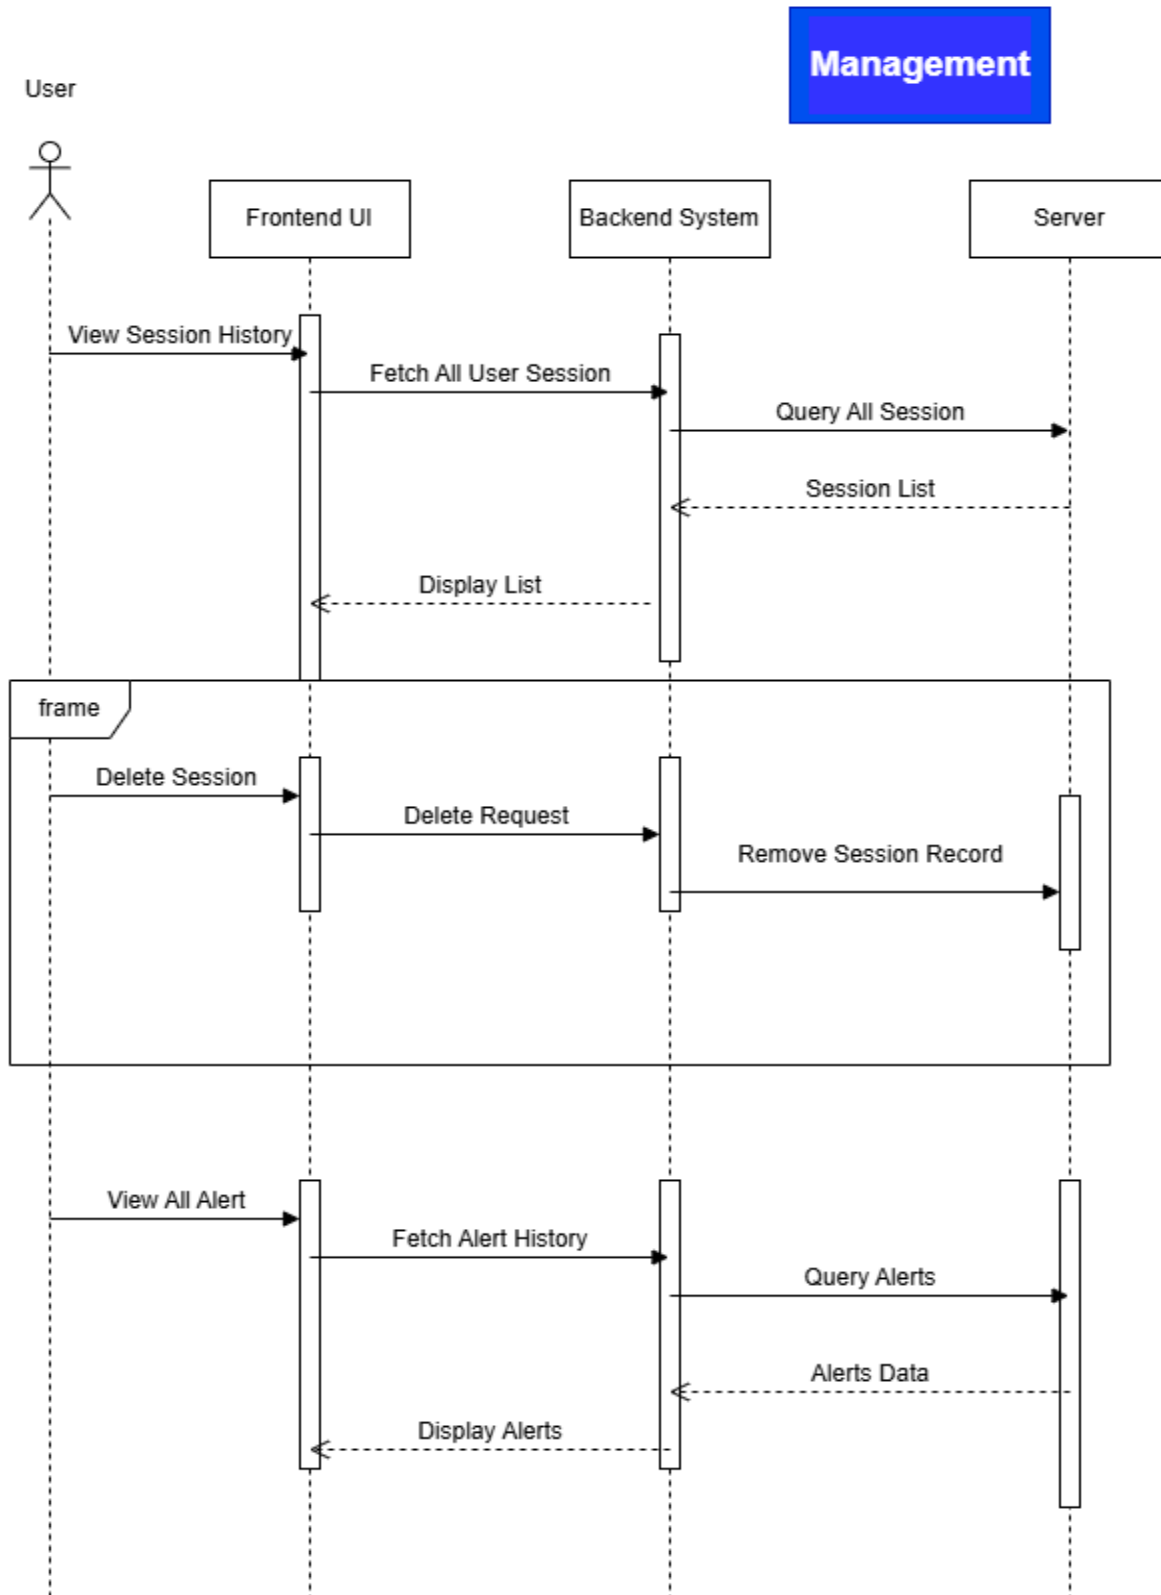 Management
User
Frontend UI
Backend System
Server
View Session History
Fetch All User Session
Query All Session
Session List
Display List
frame
Delete Session
Delete Request
Remove Session Record
View All Alert
Fetch Alert History
Query Alerts
Alerts Data
Display Alerts